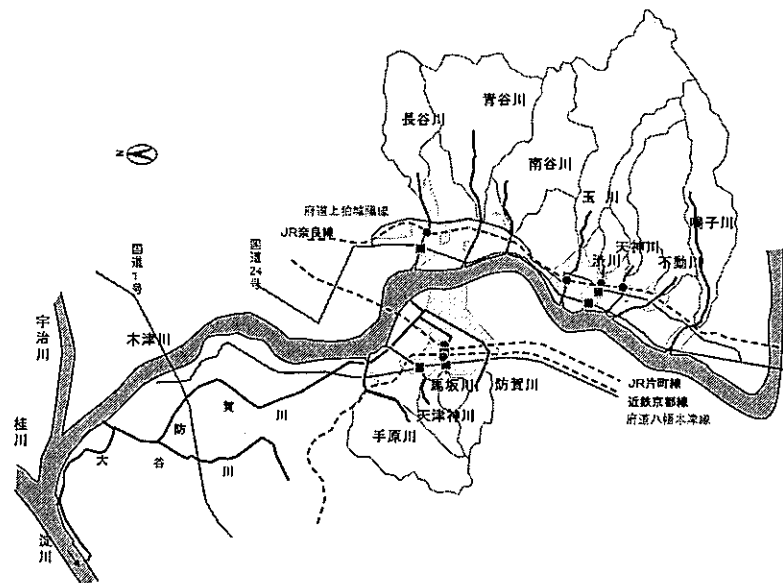 青谷川
長谷川
南谷川
N
玉川
鳴子川
府道上狛城陽線
JR奈良線
天神川
渋川
不動川
国道1号
国道24号
宇治川
木津川
馬坂川
防賀川
JR片町線
近鉄京都線
府道八幡木津線
天津神川
手原川
桂川
防賀川
大谷川
淀川